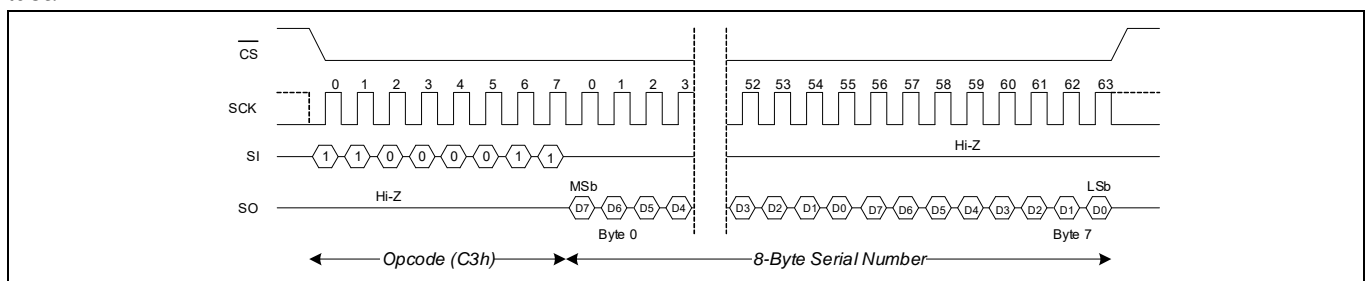 CS
0 1 2 3 4 5 6 7 0 1 2 3 52 53 54 55 56 57 58 59 60 61 62 63
SCK
Hi-Z
SI 1 1 0 0 0 0 1 1
MSb LSb
Hi-Z
SO D7 D6 D5 D4 D3 D2 D1 D0 D7 D6 D5 D4 D3 D2 D1 D0
Byte 0 Byte 7
Opcode (C3h) 8-Byte Serial Number